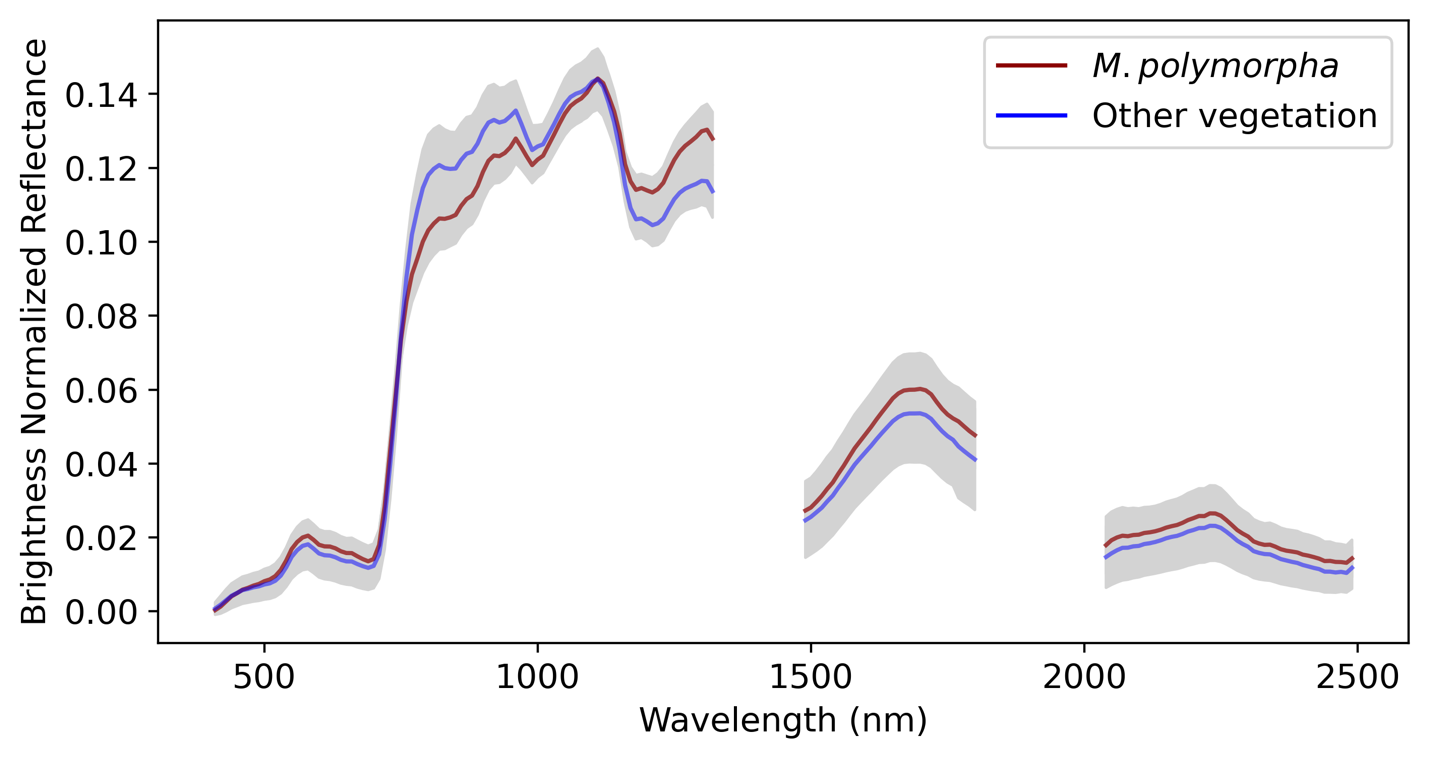 Brightness Normalized Reflectance
0.14
0.12
0.10
0.08
0.06
0.04
0.02
0.00
M. polymorpha
Other vegetation
500 1000 1500 2000 2500
Wavelength (nm)